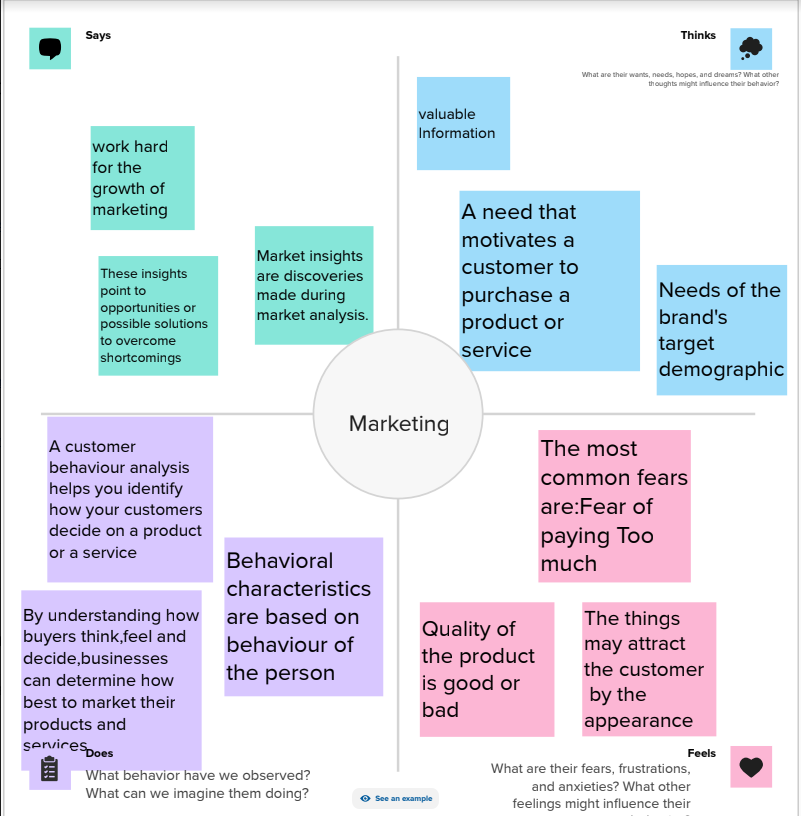 Says
Thinks
What are their wants, needs, hopes, and dreams? What other
thoughts might influence their behavior?
work hard
for the
growth of
marketing
These insights
point to
opportunities or
possible solutions
to overcome
shortcomings
Market insights
are discoveries
made during
market analysis.
valuable
Information
A need that
motivates a
customer to
purchase a
product or
service
Needs of the
brand's
target
demographic
Marketing
A customer
behaviour analysis
helps you identify
how your customers
decide on a product
or a service
By understanding how
buyers think,feel and
decide,businesses
can determine how
best to market their
products and
services
Behavioral
characteristics
are based on
behaviour of
the person
The most
common fears
are:Fear of
paying Too
much
Quality of
the product
is good or
bad
The things
may attract
the customer
by the
appearance
Does
What behavior have we observed?
What can we imagine them doing?
See an example
Feels
What are their fears, frustrations,
and anxieties? What other
feelings might influence their